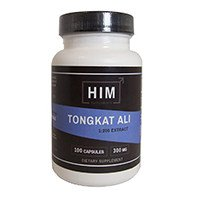 HIM
TONGKAT ALI
1:200 EXTRACT
100 CAPSULES
300 MG
DIETARY SUPPLEMENT